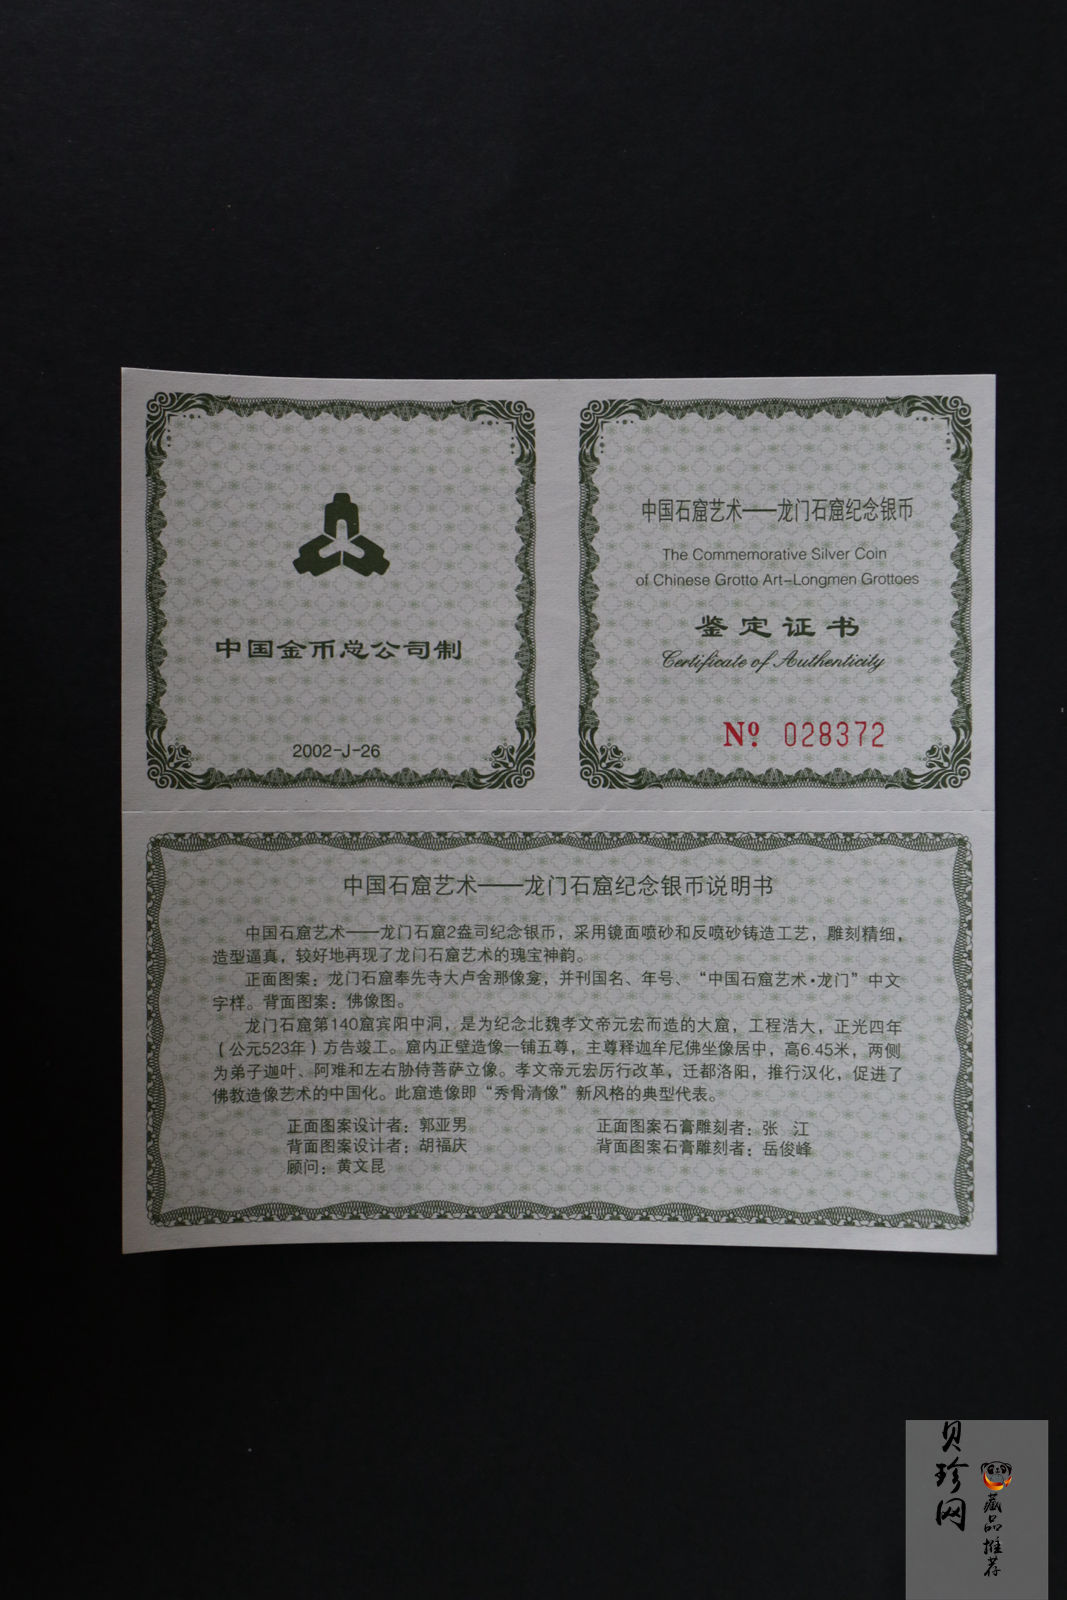 中国金币总公司制
2002-J-26
中国石窟艺术——龙门石窟纪念银币
The Commemorative Silver Coin
of Chinese Grotto Art-Longmen Grottoes
鉴定证书
Certificate of Authenticity
Nº. 028372
中国石窟艺术——龙门石窟纪念银币说明书
中国石窟艺术——龙门石窟2盎司纪念银币，采用镜面喷砂和反喷砂铸造工艺，雕刻精细，
造型逼真，较好地再现了龙门石窟艺术的瑰宝神韵。
正面图案：龙门石窟奉先寺大卢舍那像龛，并刊国名、年号、“中国石窟艺术·龙门”中文
字样。背面图案：佛像图。
龙门石窟第140窟宾阳中洞，是为纪念北魏孝文帝元宏而造的大窟，工程浩大，正光四年
（公元523年）方告竣工。窟内正壁造像一铺五尊，主尊释迦牟尼佛坐像居中，高6.45米，两侧
为弟子迦叶、阿难和左右胁侍菩萨立像。孝文帝元宏厉行改革，迁都洛阳，推行汉化，促进了
佛教造像艺术的中国化。此窟造像即“秀骨清像”新风格的典型代表。
正面图案设计者：郭亚男 正面图案石膏雕刻者：张 江
背面图案设计者：胡福庆 背面图案石膏雕刻者：岳俊峰
顾问：黄文昆
贝珍网
藏品推荐